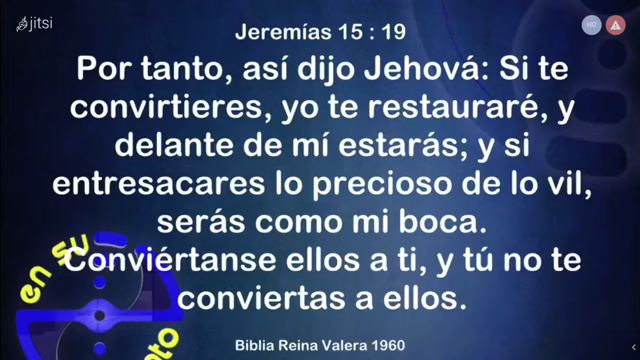 jitsi
HD
Jeremías 15 : 19
Por tanto, así dijo Jehová: Si te
convirtieres, yo te restauraré, y
delante de mí estarás; y si
entresacares lo precioso de lo vil,
serás como mi boca.
Conviértanse ellos a ti, y tú no te
conviertas a ellos.
en su
Biblia Reina Valera 1960